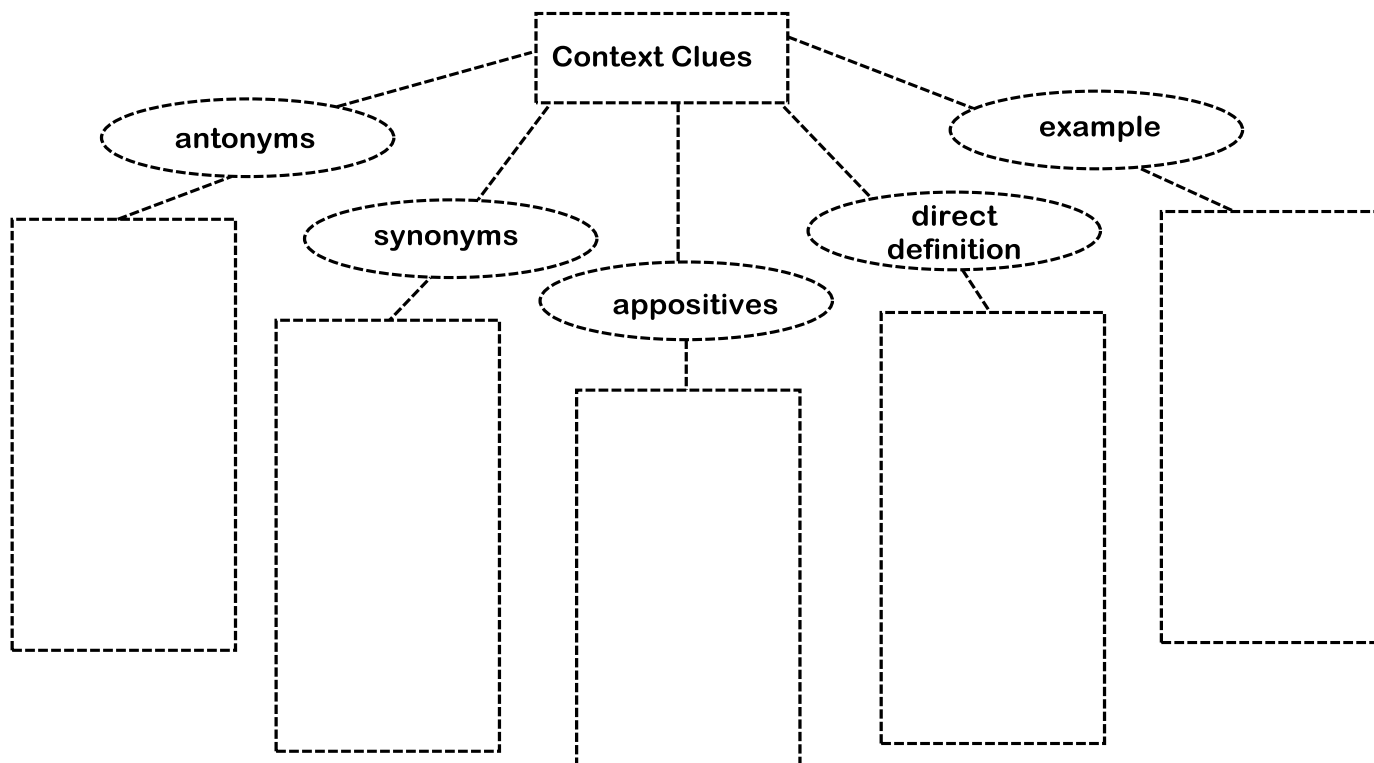 Context Clues
antonyms
synonyms
appositives
direct
definition
example